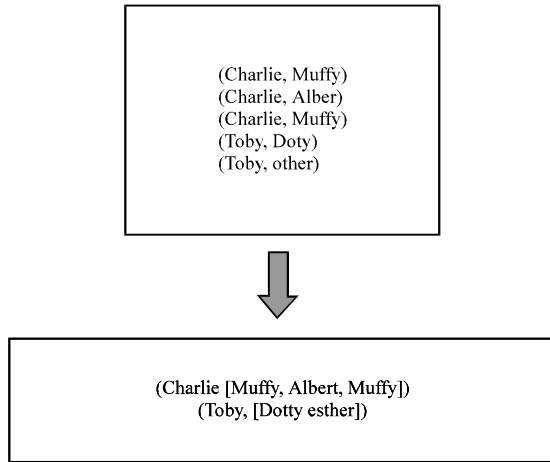 (Charlie, Muffy)
(Charlie, Alber)
(Charlie, Muffy)
(Toby, Doty)
(Toby, other)
(Charlie [Muffy, Albert, Muffy])
(Toby, [Dotty esther])